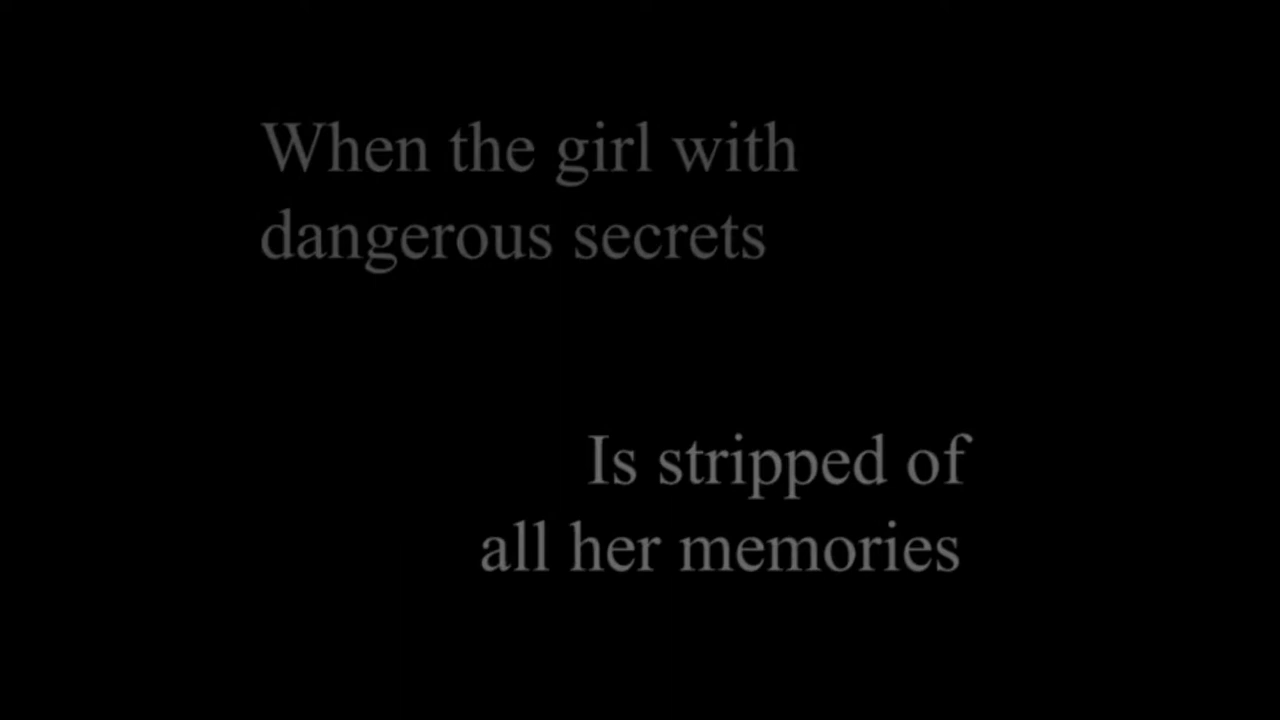 When the girl with
dangerous secrets
Is stripped of
all her memories